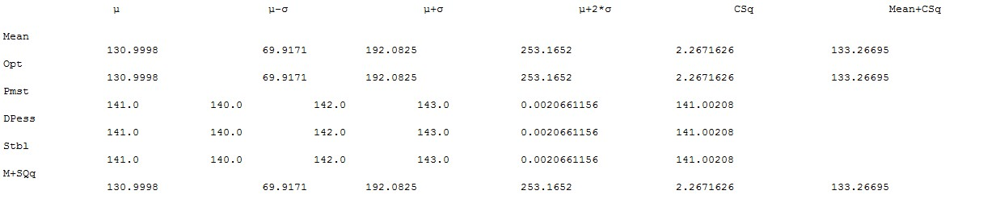 μ μ-σ μ+σ μ+2*σ CSq Mean+CSq
Mean
130.9998 69.9171 192.0825 253.1652 2.2671626 133.26695
Opt
130.9998 69.9171 192.0825 253.1652 2.2671626 133.26695
Pmst
141.0 140.0 142.0 143.0 0.0020661156 141.00208
DPess
141.0 140.0 142.0 143.0 0.0020661156 141.00208
Stbl
141.0 140.0 142.0 143.0 0.0020661156 141.00208
M+SQq
130.9998 69.9171 192.0825 253.1652 2.2671626 133.26695